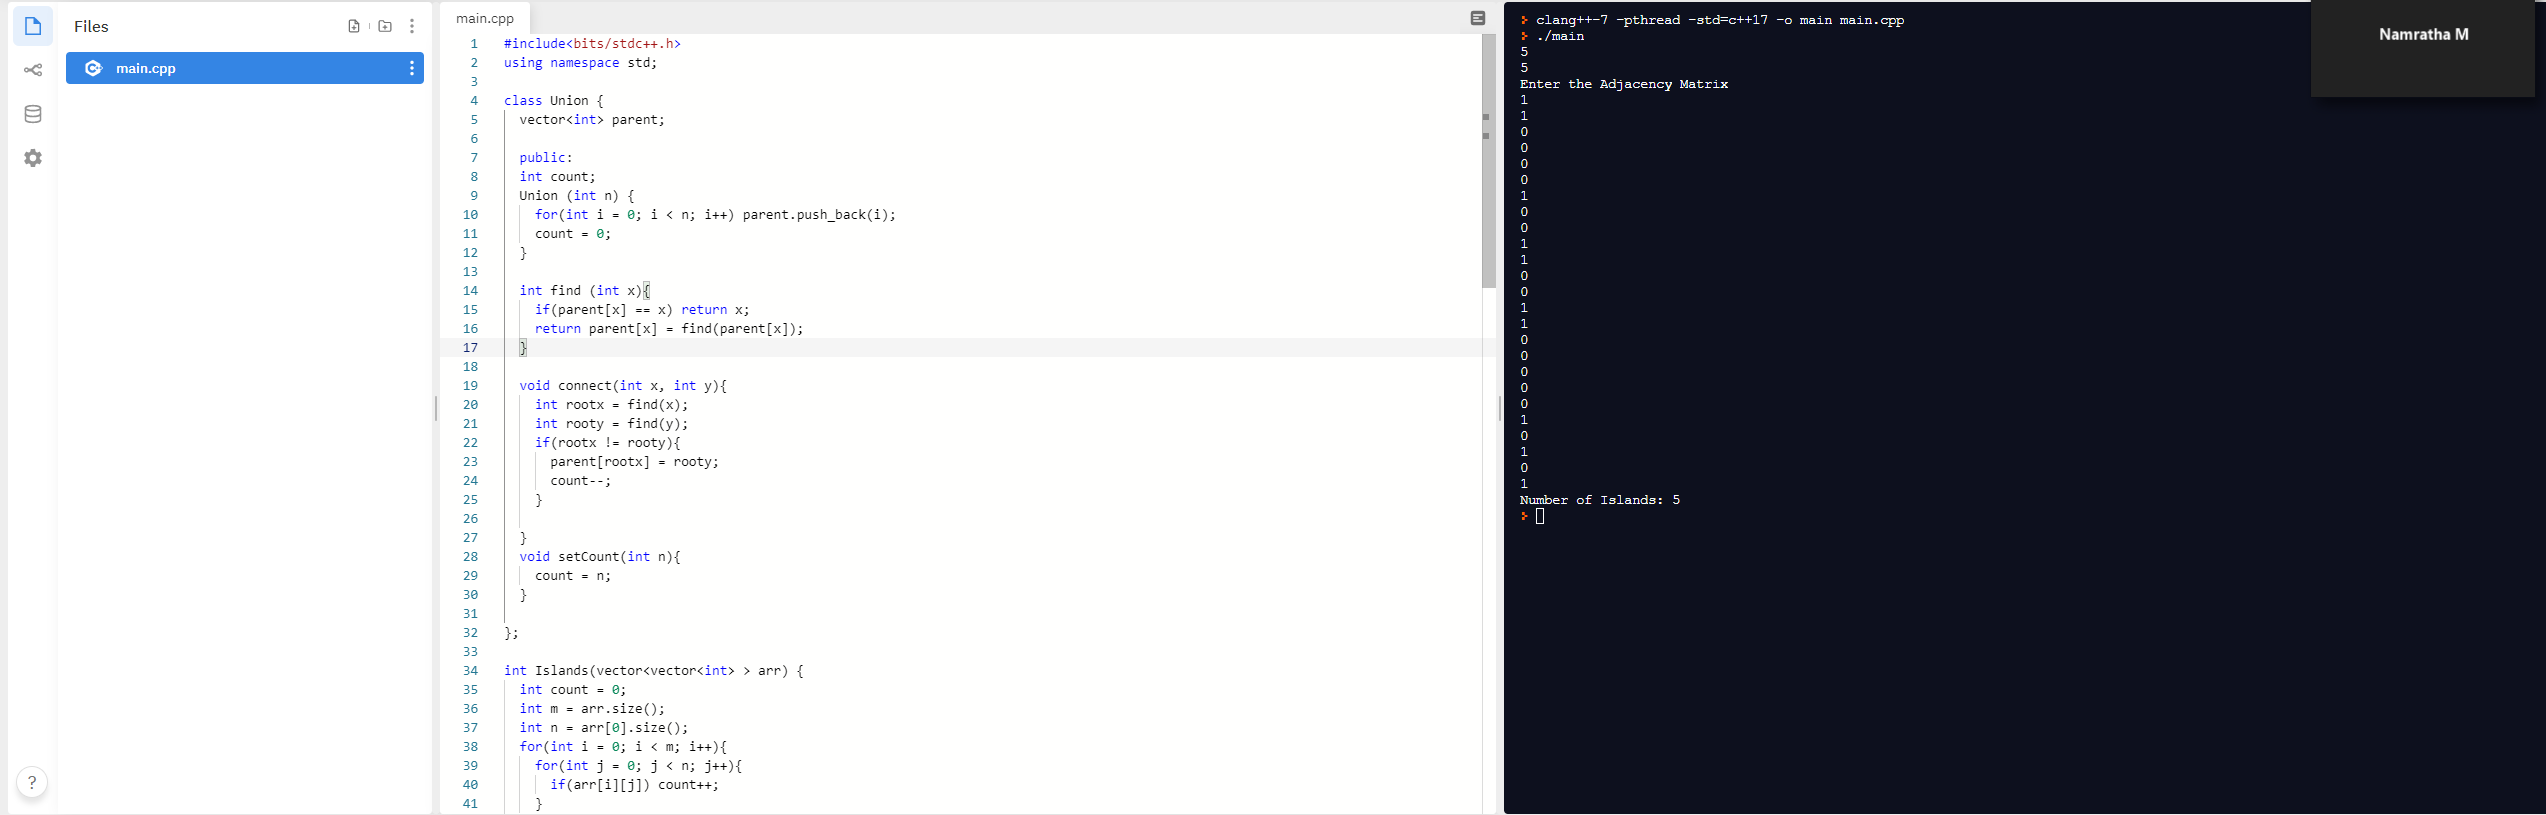 Files
main.cpp
?
main.cpp
1 #include<bits/stdc++.h>
2 using namespace std;
3
4 class Union {
5 vector<int> parent;
6
7 public:
8 int count;
9 Union (int n) {
10 for(int i = 0; i < n; i++) parent.push_back(i);
11 count = 0;
12 }
13
14 int find (int x){
15 if(parent[x] == x) return x;
16 return parent[x] = find(parent[x]);
17 }
18
19 void connect(int x, int y){
20 int rootx = find(x);
21 int rooty = find(y);
22 if(rootx != rooty){
23 parent[rootx] = rooty;
24 count--;
25 }
26
27 }
28 void setCount(int n){
29 count = n;
30 }
31
32 };
33
34 int Islands(vector<vector<int> > arr) {
35 int count = 0;
36 int m = arr.size();
37 int n = arr[0].size();
38 for(int i = 0; i < m; i++){
39 for(int j = 0; j < n; j++){
40 if(arr[i][j]) count++;
41 }
clang++-7 -pthread -std=c++17 -o main main.cpp
./main
5
5
Enter the Adjacency Matrix
1
1
0
0
0
0
1
0
0
1
1
0
0
1
1
0
0
0
0
0
1
0
1
0
1
Number of Islands: 5
Namratha M